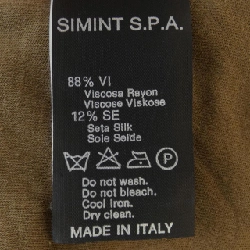 SIMINT S.P.A.
88% VI
Viscosa Rayon
Viscose Viskose
12% SE
Seta Silk
Soie Seide
P
Do not wash.
Do not bleach.
Cool Iron.
Dry clean.
MADE IN ITALY